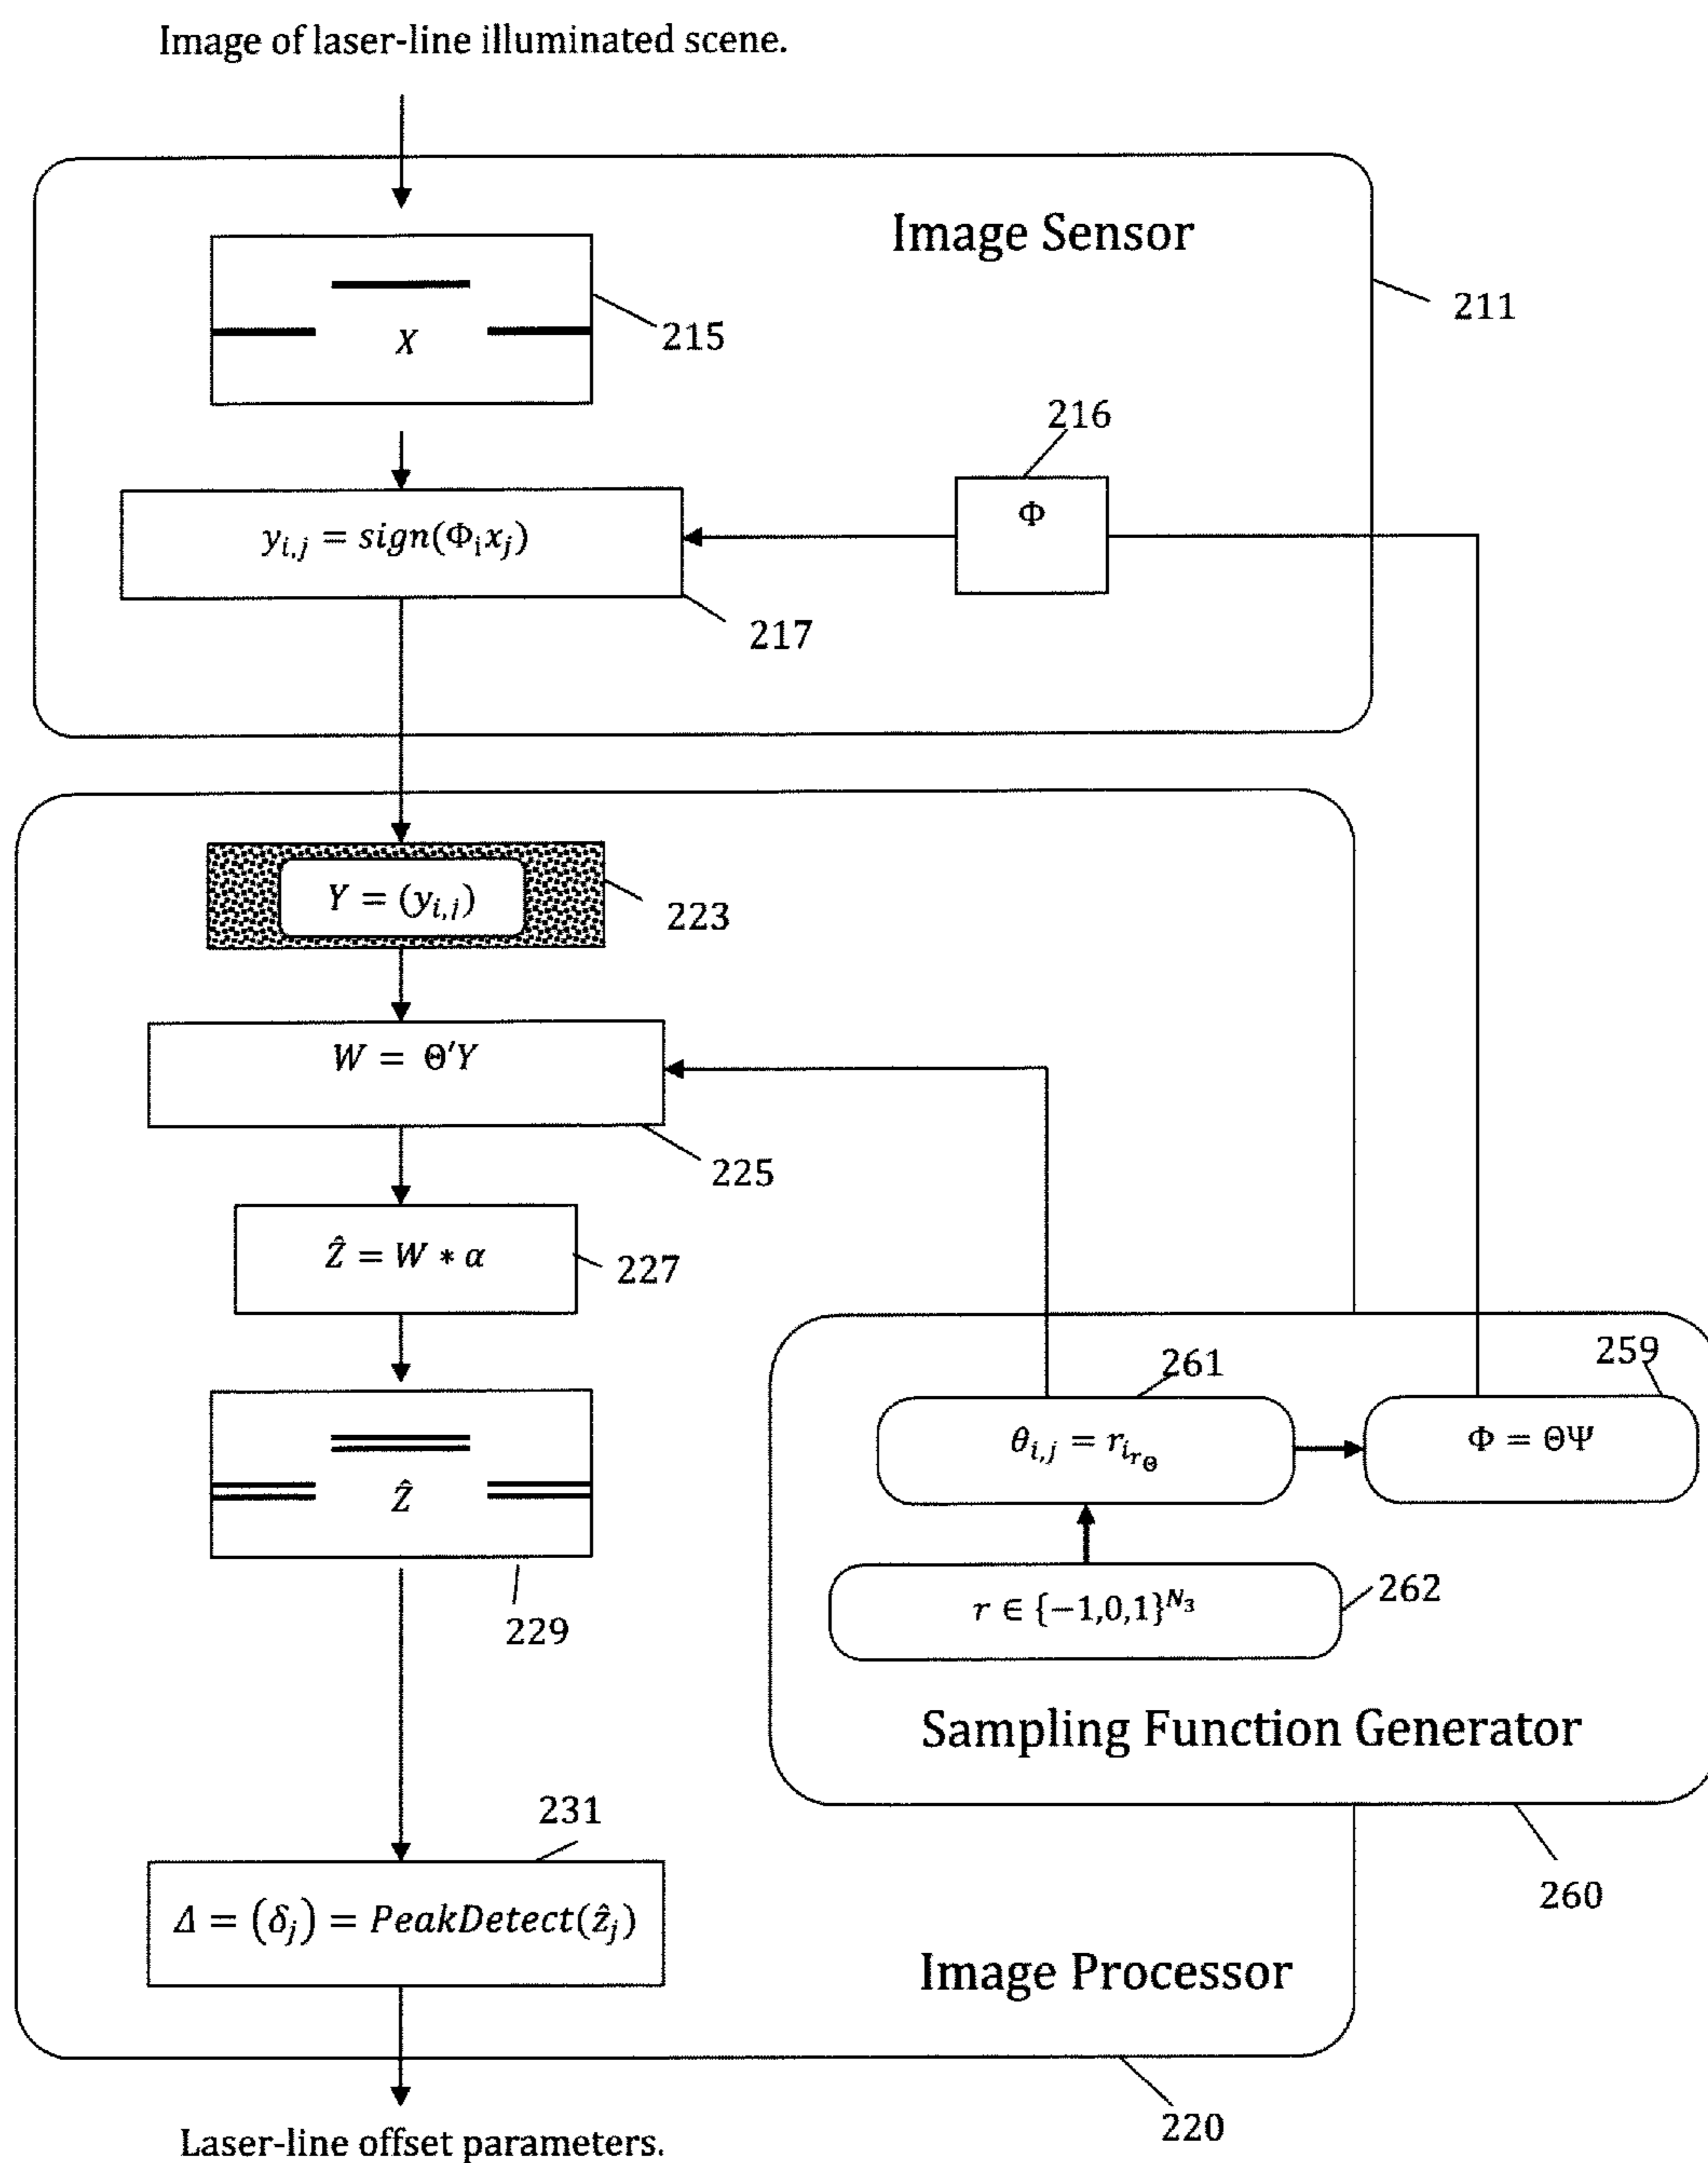 Image of laser-line illuminated scene.
Image Sensor
211
X
215
216
Φ
y_{i,j} = sign(Φ_i x_j)
217
Y = (y_{i,j})
223
W = Θ′Y
225
Ẑ = W ∗ α
227
261
259
θ_{i,j} = r_{i_{r_Θ}}
Φ = ΘΨ
Ẑ
229
r ∈ {−1,0,1}^{N_3}
262
Sampling Function Generator
260
231
Δ = (δ_j) = PeakDetect(ẑ_j)
Image Processor
220
Laser-line offset parameters.